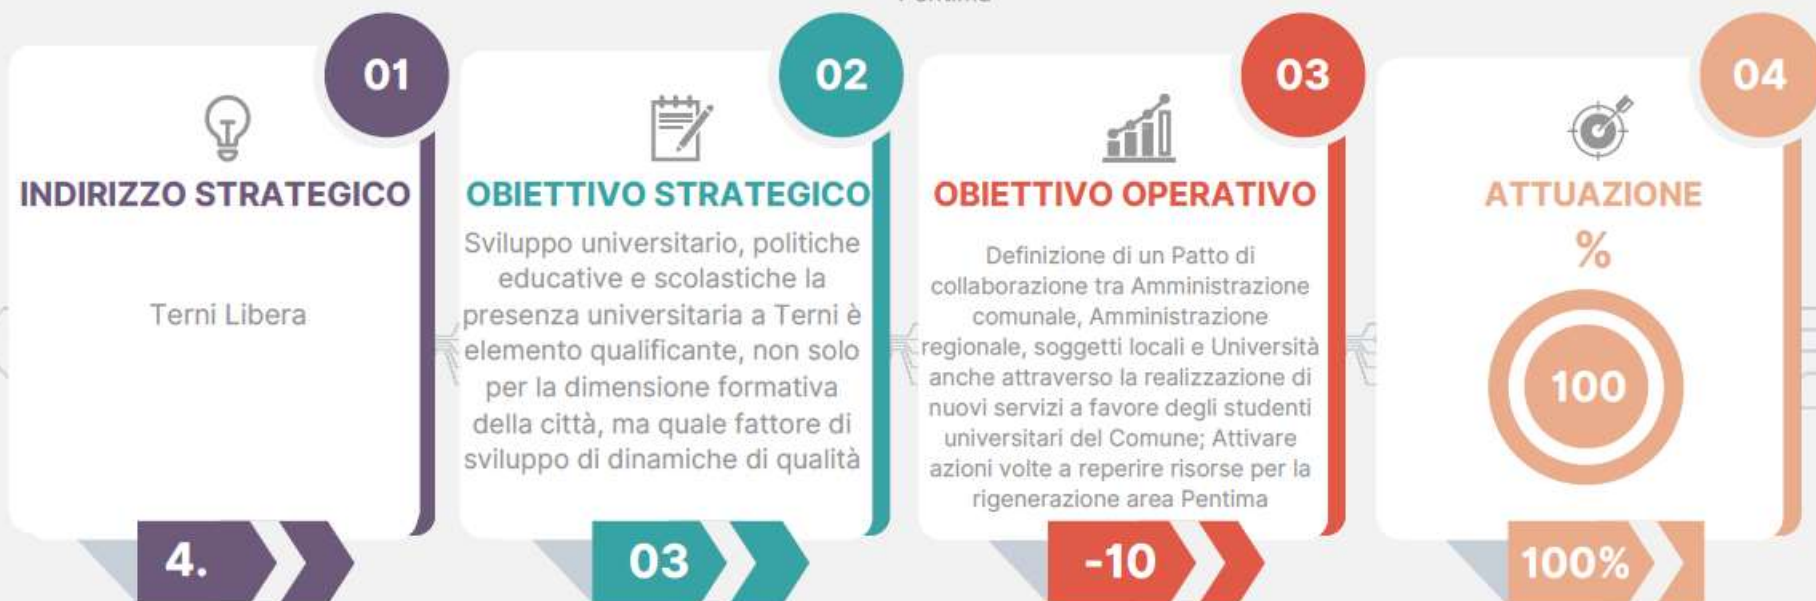 01
INDIRIZZO STRATEGICO
Terni Libera
4.
02
OBIETTIVO STRATEGICO
Sviluppo universitario, politiche
educative e scolastiche la
presenza universitaria a Terni è
elemento qualificante, non solo
per la dimensione formativa
della città, ma quale fattore di
sviluppo di dinamiche di qualità
03
03
OBIETTIVO OPERATIVO
Definizione di un Patto di
collaborazione tra Amministrazione
comunale, Amministrazione
regionale, soggetti locali e Università
anche attraverso la realizzazione di
nuovi servizi a favore degli studenti
universitari del Comune; Attivare
azioni volte a reperire risorse per la
rigenerazione area Pentima
-10
04
ATTUAZIONE
%
100
100%